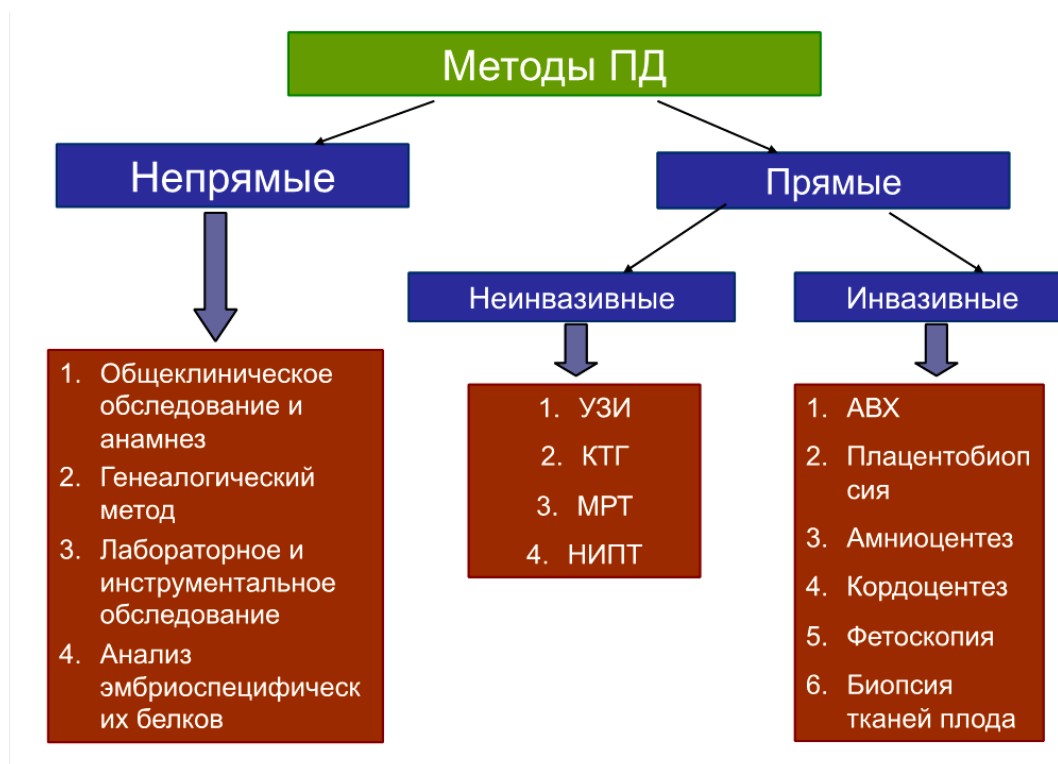 Методы ПД
Непрямые
Прямые
Неинвазивные
Инвазивные
1. Общеклиническое
обследование и
анамнез
2. Генеалогический
метод
3. Лабораторное и
инструментальное
обследование
4. Анализ
эмбриоспецифическ
их белков
1. УЗИ
2. КТГ
3. МРТ
4. НИПТ
1. АВХ
2. Плацентобиоп
сия
3. Амниоцентез
4. Кордоцентез
5. Фетоскопия
6. Биопсия
тканей плода